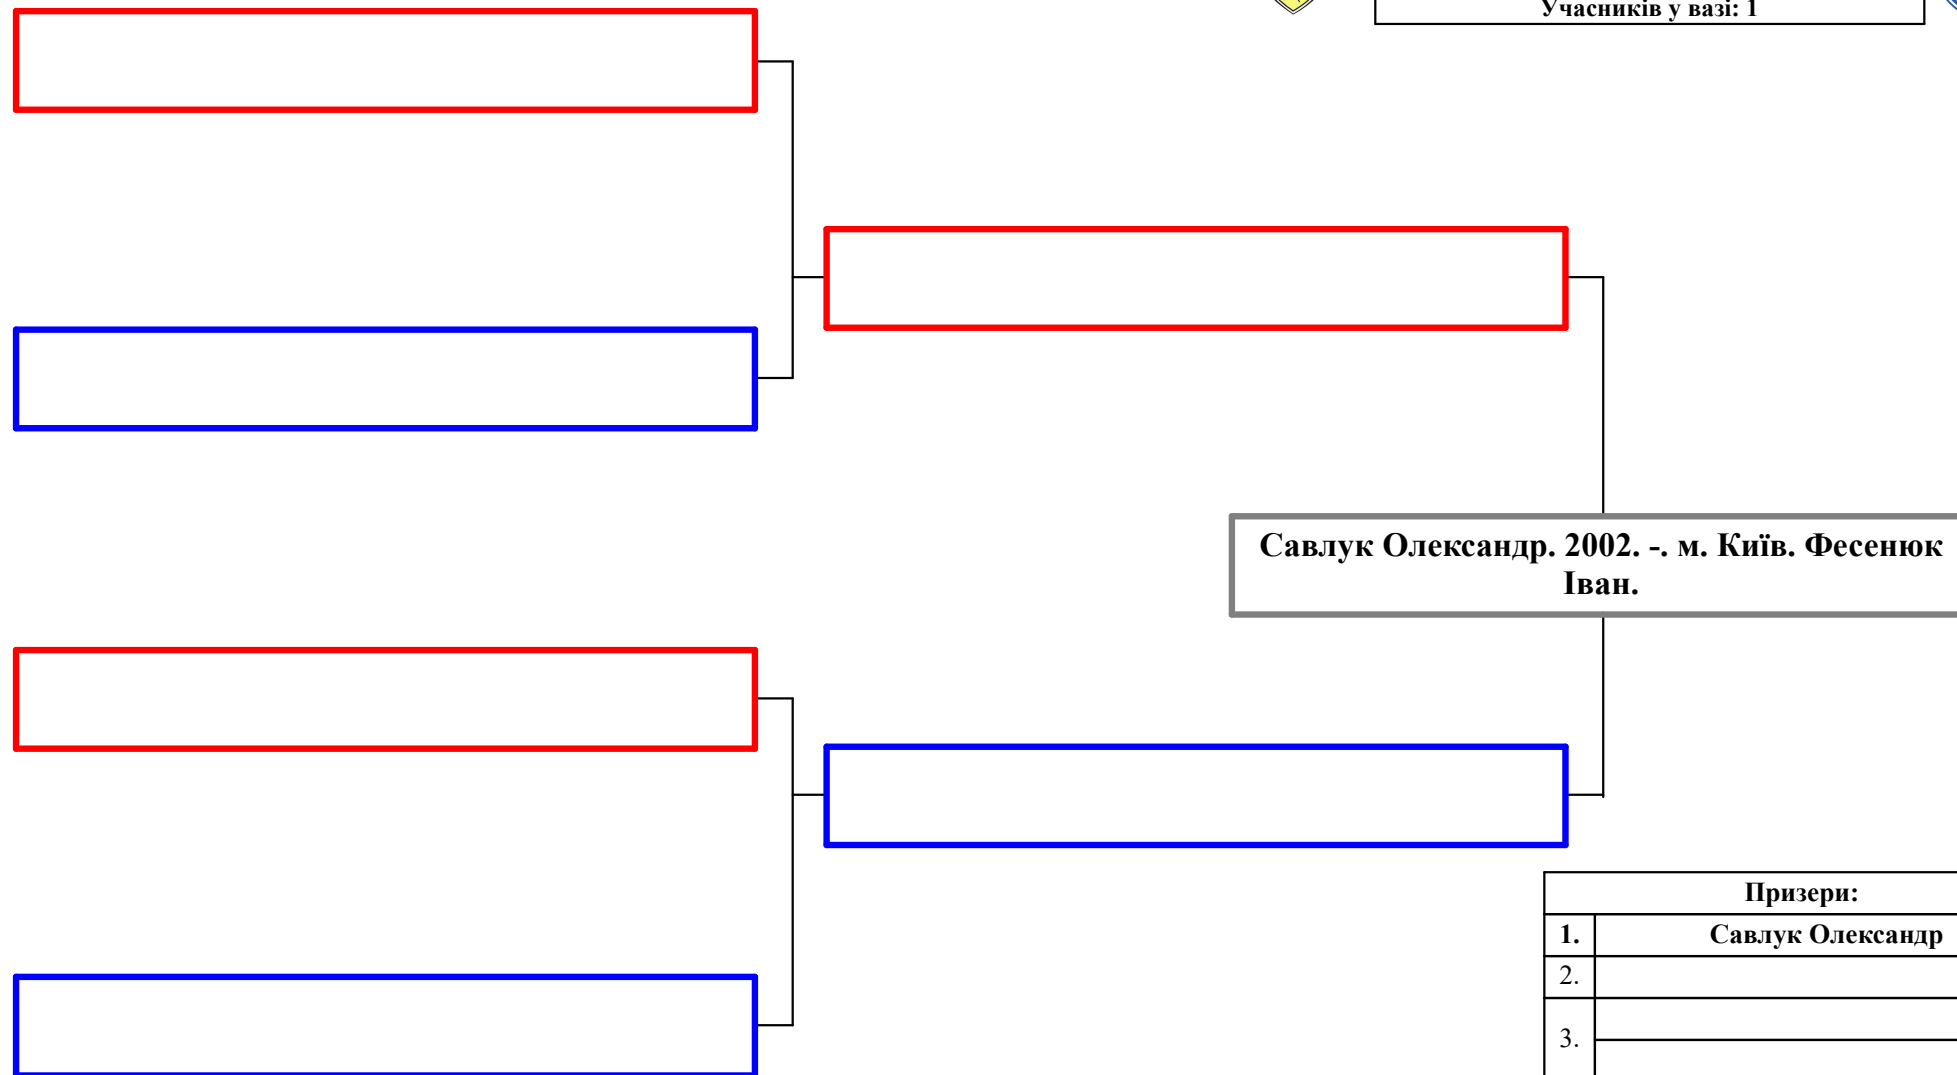 Учасників у вазі: 1
Савлук Олександр. 2002. -. м. Київ. Фесенюк
Іван.
Призери:
1. Савлук Олександр
2.
3.